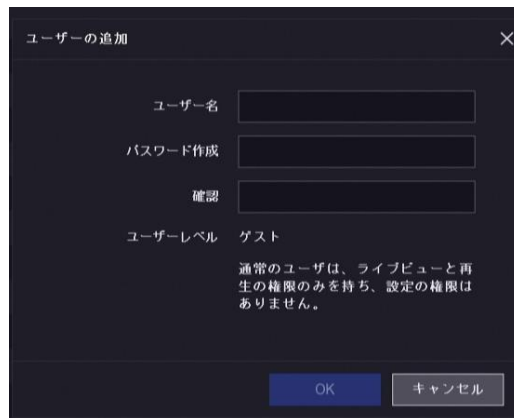 ユーザーの追加
ユーザー名
パスワード作成
確認
ユーザーレベル ゲスト
通常のユーザは、ライブビューと再
生の権限のみを持ち、設定の権限は
ありません。
OK キャンセル